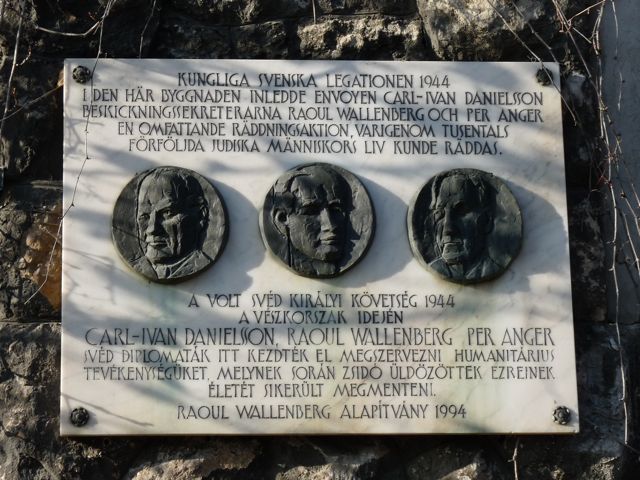 KUNGLIGA SVENSKA LEGATIONEN 1944
I DEN HÄR BYGGNADEN INLEDDE ENVOYEN CARL-IVAN DANIELSSON
BESKICKNINGSSEKRETERARNA RAOUL WALLENBERG OCH PER ANGER
EN OMFATTANDE RÄDDNINGSAKTION, VARIGENOM TUSENTALS
FÖRFÖLJDA JUDISKA MÄNNISKORS LIV KUNDE RÄDDAS.
A VOLT SVÉD KIRÁLYI KÖVETSÉG 1944
A VÉSZKORSZAK IDEJÉN
CARL-IVAN DANIELSSON, RAOUL WALLENBERG PER ANGER
SVÉD DIPLOMATÁK ITT KEZDTÉK EL MEGSZERVEZNI HUMANITÁRIUS
TEVÉKENYSÉGÜKET, MELYNEK SORÁN ZSIDÓ ÜLDÖZÖTTEK EZREINEK
ÉLETÉT SIKERÜLT MEGMENTENI.
RAOUL WALLENBERG ALAPÍTVÁNY 1994